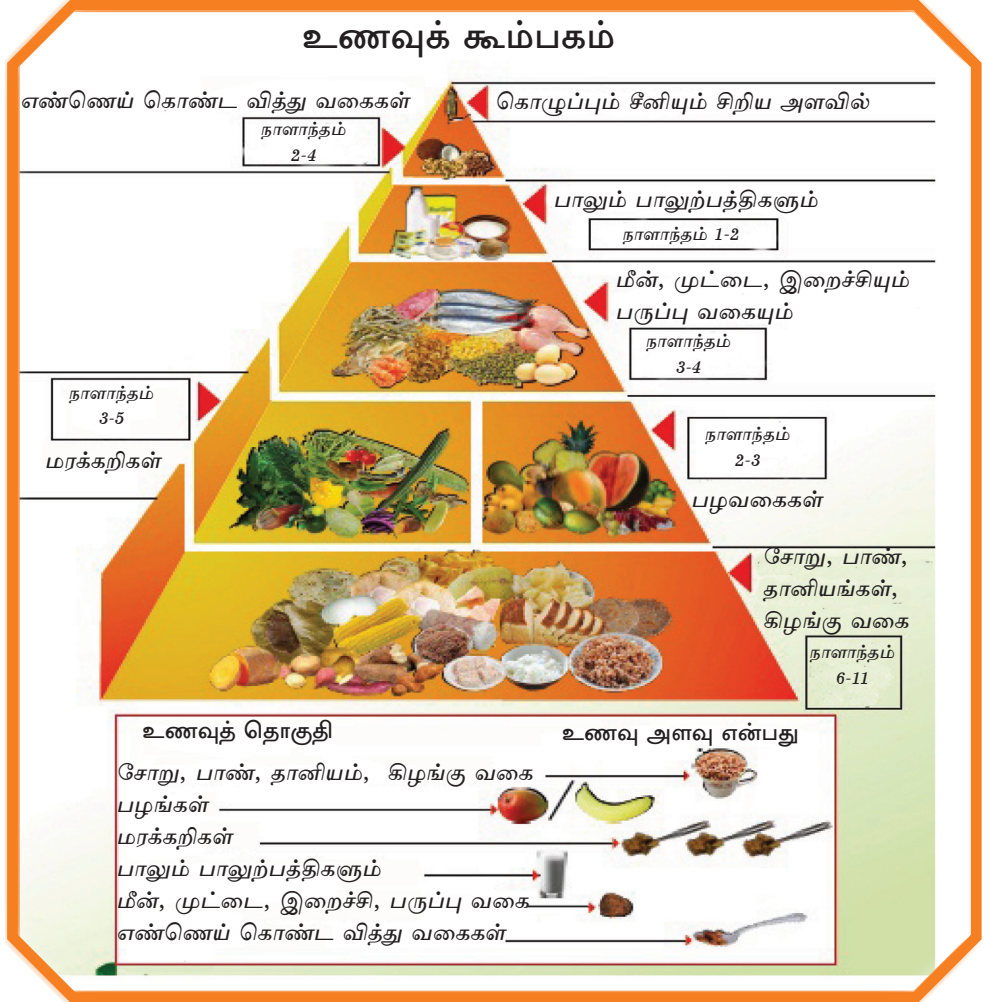 உணவுக் கூம்பகம்
எண்ணெய் கொண்ட வித்து வகைகள்
நாளாந்தம்
2-4
கொழுப்பும் சீனியும் சிறிய அளவில்
பாலும் பாலுற்பத்திகளும்
நாளாந்தம் 1-2
மீன், முட்டை, இறைச்சியும்
பருப்பு வகையும்
நாளாந்தம்
3-4
நாளாந்தம்
3-5
மரக்கறிகள்
நாளாந்தம்
2-3
பழவகைகள்
சோறு, பாண்,
தானியங்கள்,
கிழங்கு வகை
நாளாந்தம்
6-11
உணவுத் தொகுதி
உணவு அளவு என்பது
சோறு, பாண், தானியம், கிழங்கு வகை
பழங்கள்
மரக்கறிகள்
பாலும் பாலுற்பத்திகளும்
மீன், முட்டை, இறைச்சி, பருப்பு வகை
எண்ணெய் கொண்ட வித்து வகைகள்